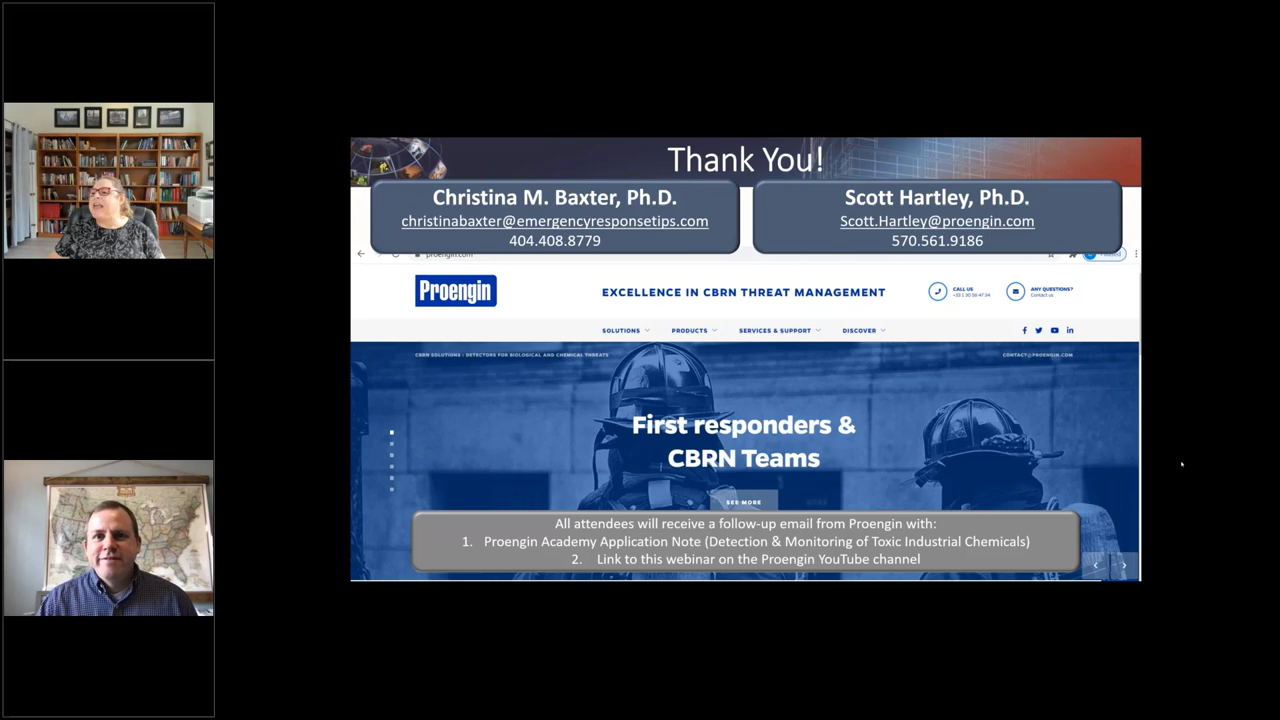 Thank You!
Christina M. Baxter, Ph.D.
christinabaxter@emergencyresponsetips.com
404.408.8779
Scott Hartley, Ph.D.
Scott.Hartley@proengin.com
570.561.9186
proengin.com
Proengin
EXCELLENCE IN CBRN THREAT MANAGEMENT
CALL US
ANY QUESTIONS?
Contact us
SOLUTIONS PRODUCTS SERVICES & SUPPORT DISCOVER
CBRN SOLUTIONS : DETECTORS FOR BIOLOGICAL AND CHEMICAL THREATS
CONTACT@PROENGIN.COM
First responders &
CBRN Teams
SEE MORE
All attendees will receive a follow-up email from Proengin with:
1. Proengin Academy Application Note (Detection & Monitoring of Toxic Industrial Chemicals)
2. Link to this webinar on the Proengin YouTube channel